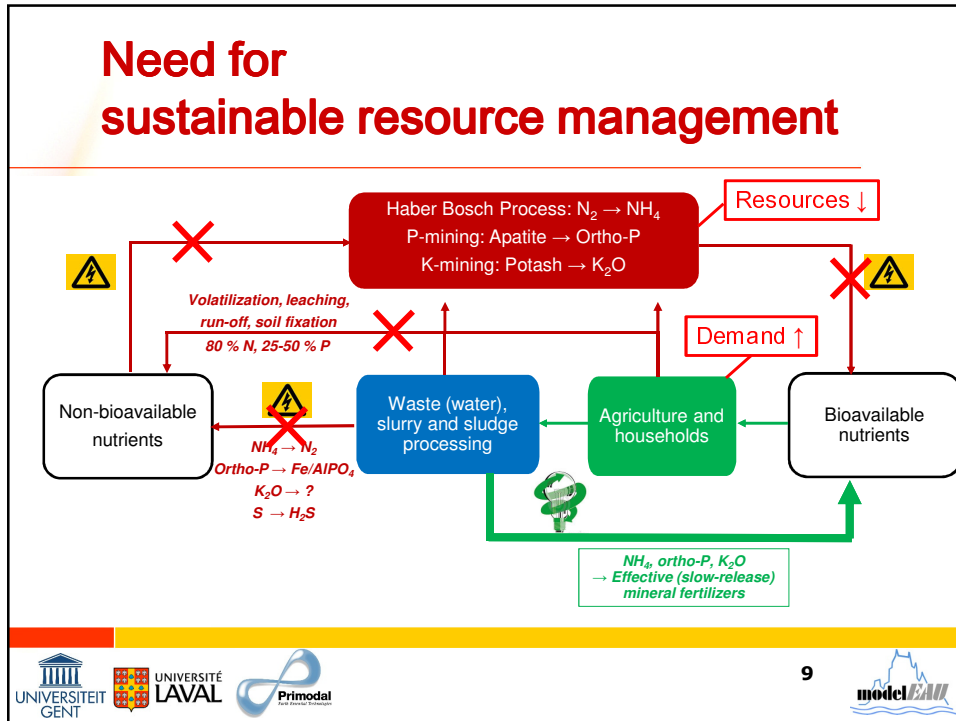 Need for
sustainable resource management
Resources ↓
Haber Bosch Process: N₂ → NH₄
P-mining: Apatite → Ortho-P
K-mining: Potash → K₂O
Volatilization, leaching,
run-off, soil fixation
80 % N, 25-50 % P
Demand ↑
Non-bioavailable
nutrients
Waste (water),
slurry and sludge
processing
Agriculture and
households
Bioavailable
nutrients
NH₄ → N₂
Ortho-P → Fe/AlPO₄
K₂O → ?
S → H₂S
NH₄, ortho-P, K₂O
→ Effective (slow-release)
mineral fertilizers
UNIVERSITEIT
GENT
UNIVERSITÉ
LAVAL
Primodal
Earth Essential Technologies
9
modelEAU